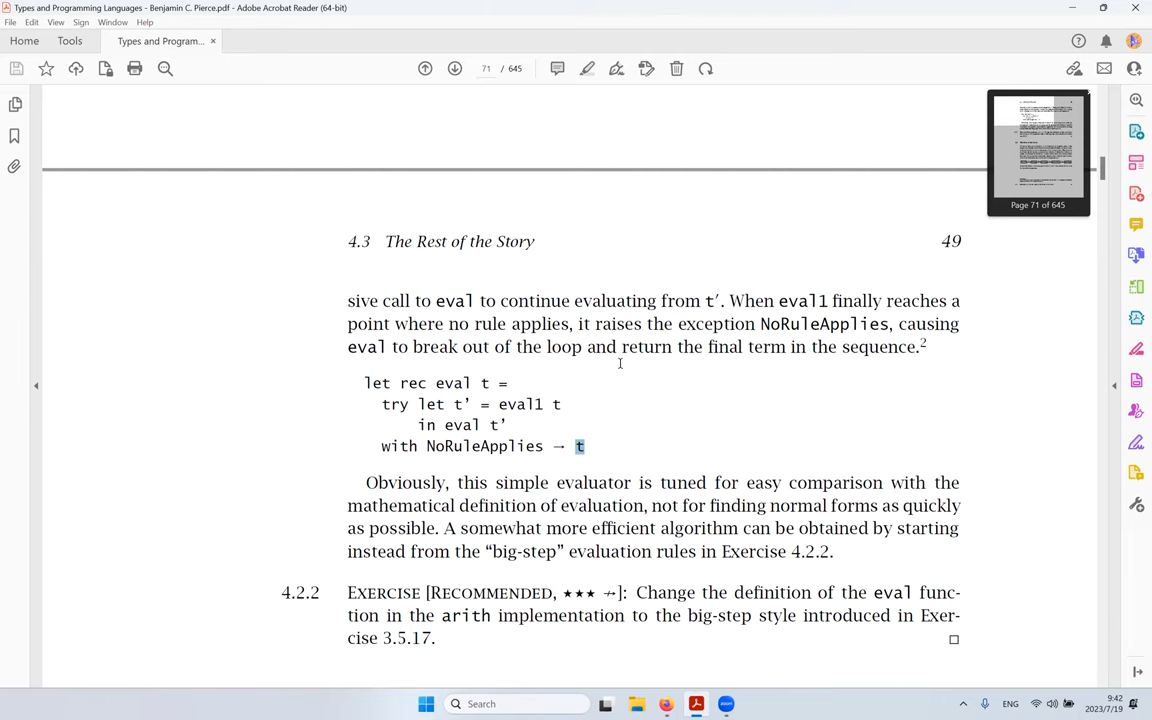 Types and Programming Languages - Benjamin C. Pierce.pdf - Adobe Acrobat Reader (64-bit)
File Edit View Sign Window Help
Home Tools Types and Program... ×
71 / 645
Page 71 of 645
4.3 The Rest of the Story 49
sive call to eval to continue evaluating from t′. When eval1 finally reaches a
point where no rule applies, it raises the exception NoRuleApplies, causing
eval to break out of the loop and return the final term in the sequence.²
let rec eval t =
try let t' = eval1 t
in eval t'
with NoRuleApplies → t
Obviously, this simple evaluator is tuned for easy comparison with the
mathematical definition of evaluation, not for finding normal forms as quickly
as possible. A somewhat more efficient algorithm can be obtained by starting
instead from the “big-step” evaluation rules in Exercise 4.2.2.
4.2.2 Exercise [Recommended, ★★★ ↛]: Change the definition of the eval func-
tion in the arith implementation to the big-step style introduced in Exer-
cise 3.5.17. □
Search
zoom
ENG
9:42
2023/7/19